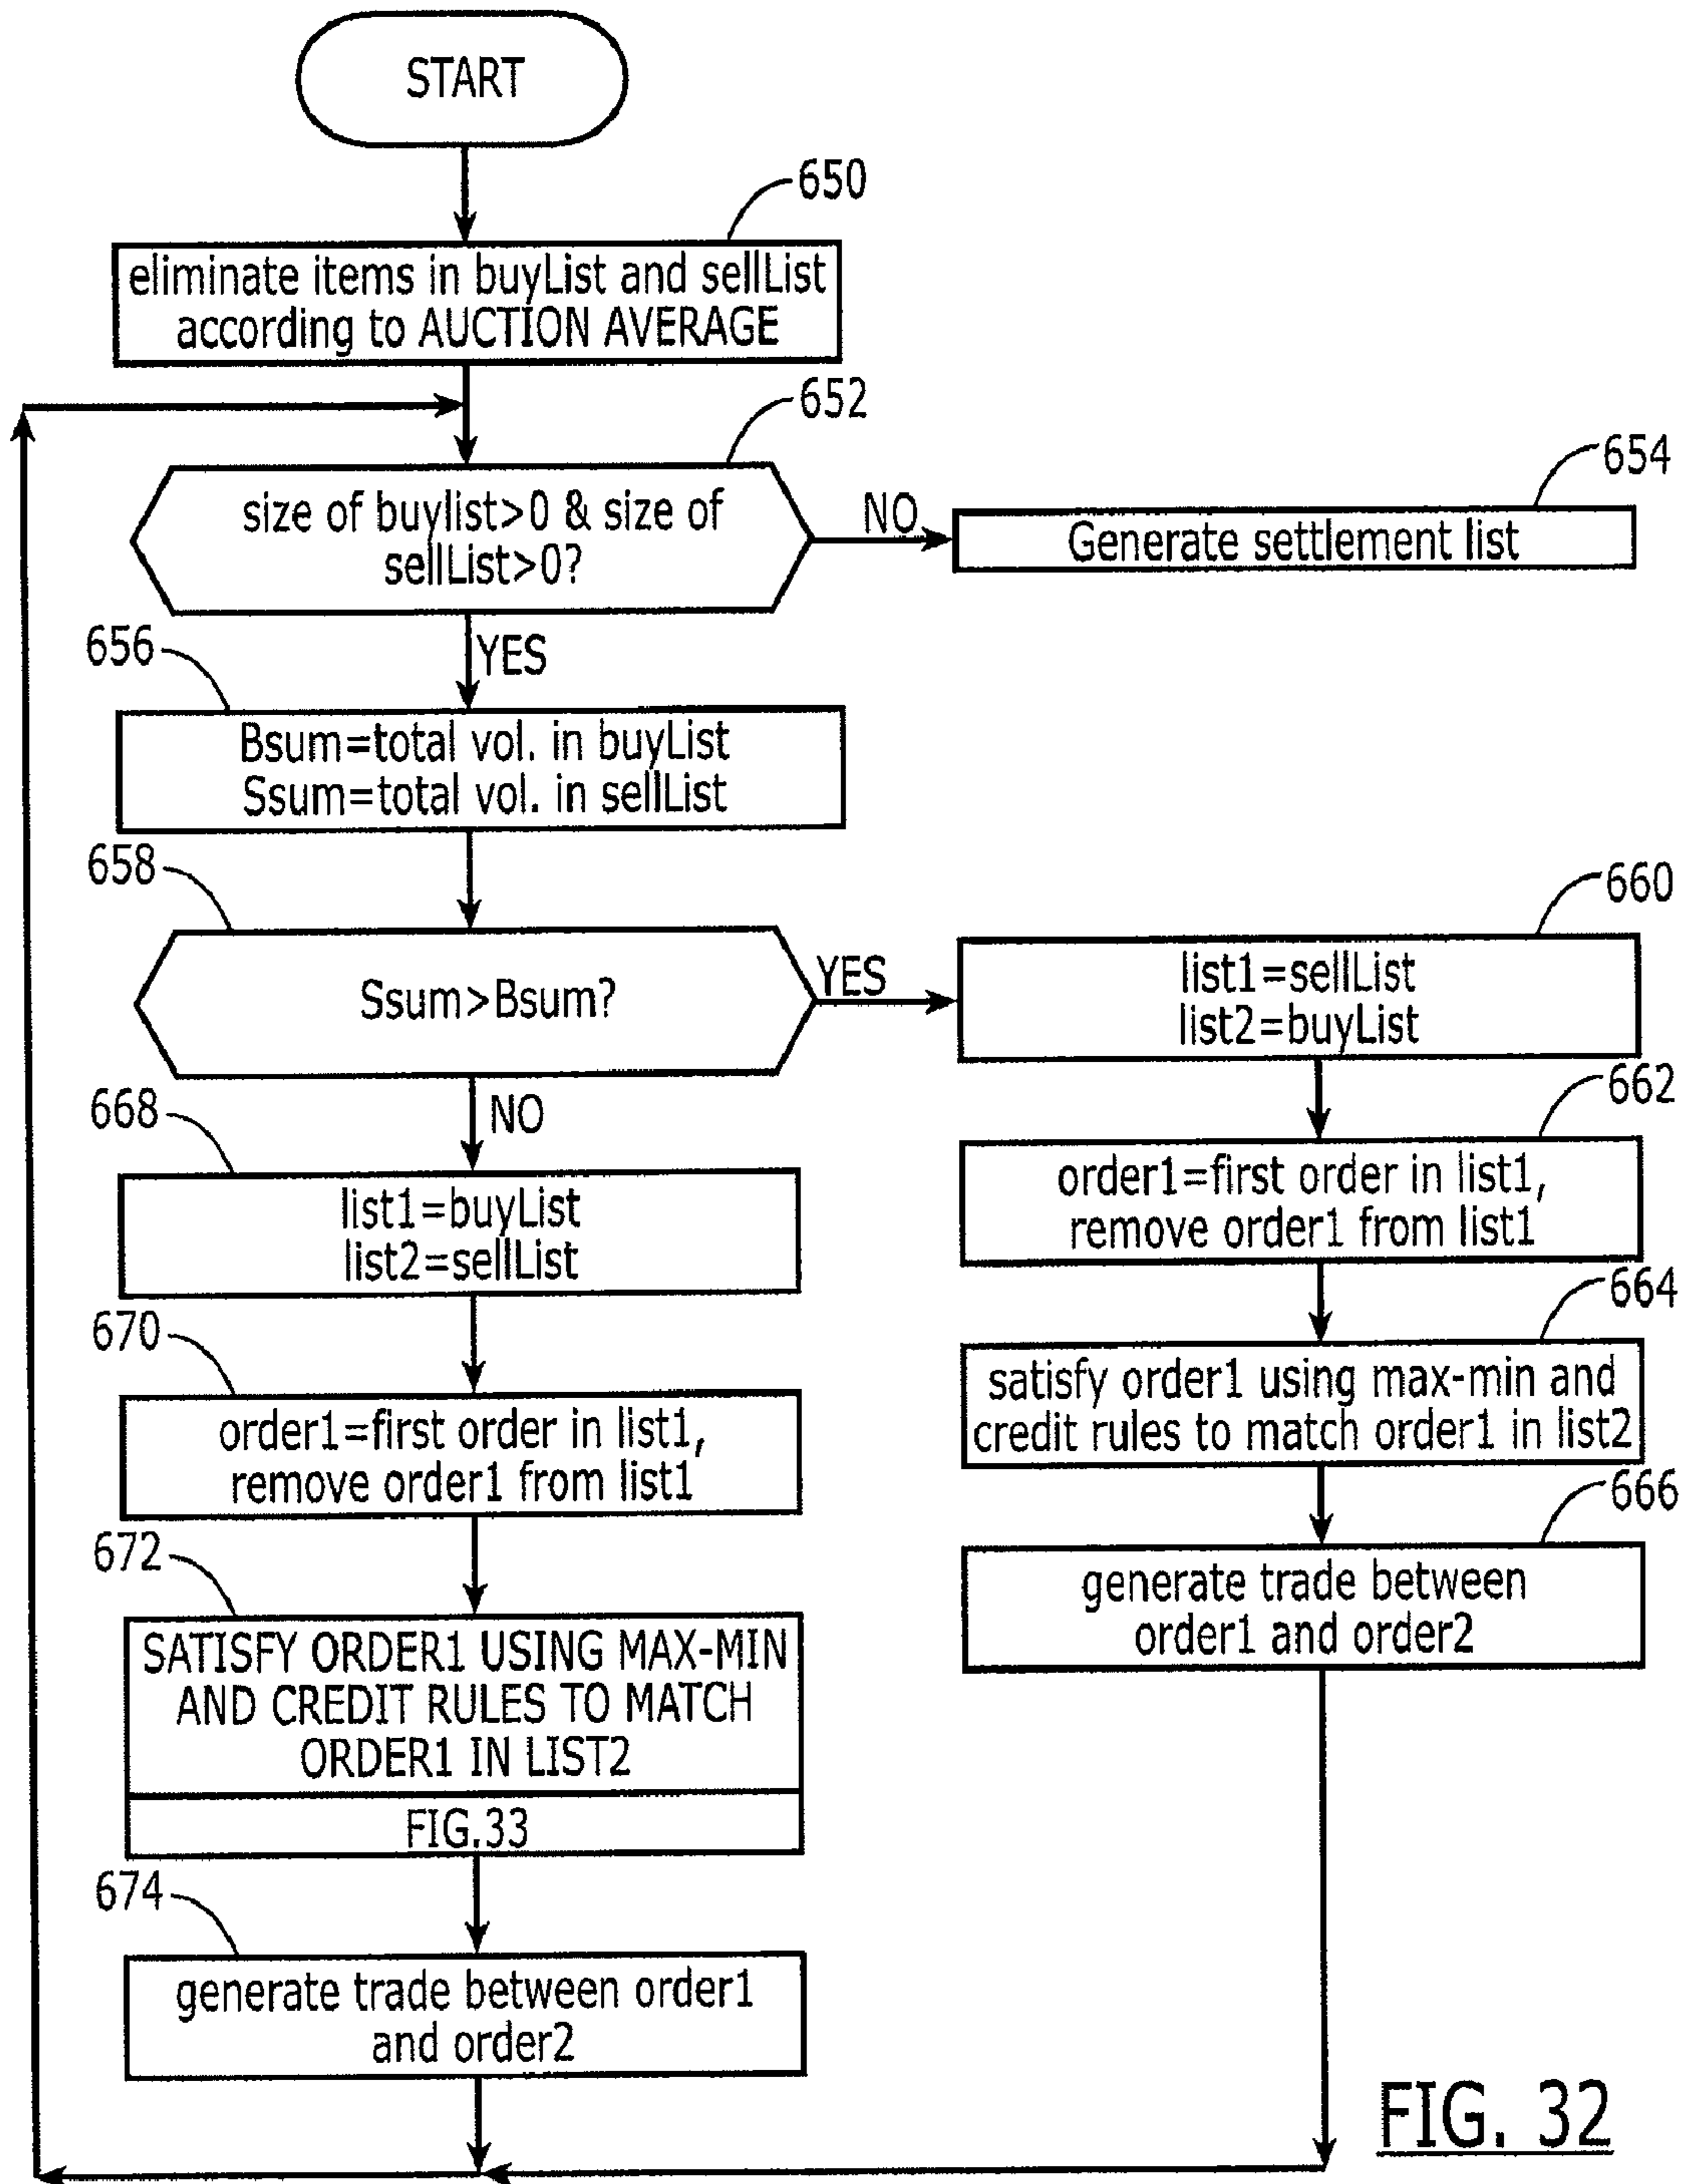 START
650
eliminate items in buyList and sellList
according to AUCTION AVERAGE
652
size of buylist>0 & size of
sellList>0?
NO
654
Generate settlement list
YES
656
Bsum=total vol. in buyList
Ssum=total vol. in sellList
658
Ssum>Bsum?
YES
660
list1=sellList
list2=buyList
662
order1=first order in list1,
remove order1 from list1
664
satisfy order1 using max-min and
credit rules to match order1 in list2
666
generate trade between
order1 and order2
NO
668
list1=buyList
list2=sellList
670
order1=first order in list1,
remove order1 from list1
672
SATISFY ORDER1 USING MAX-MIN
AND CREDIT RULES TO MATCH
ORDER1 IN LIST2
FIG.33
674
generate trade between order1
and order2
FIG. 32